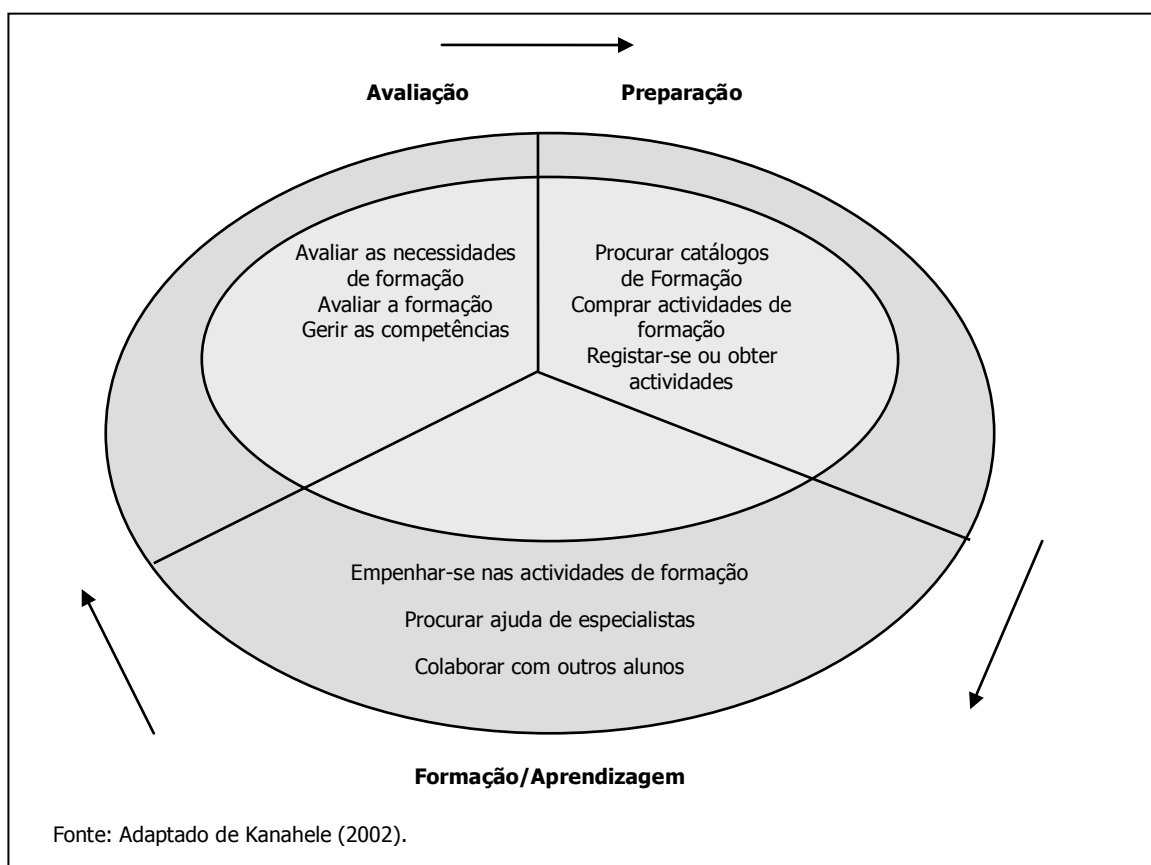 Avaliação
Preparação
Avaliar as necessidades
de formação
Avaliar a formação
Gerir as competências
Procurar catálogos
de Formação
Comprar actividades de
formação
Registar-se ou obter
actividades
Empenhar-se nas actividades de formação
Procurar ajuda de especialistas
Colaborar com outros alunos
Formação/Aprendizagem
Fonte: Adaptado de Kanahele (2002).